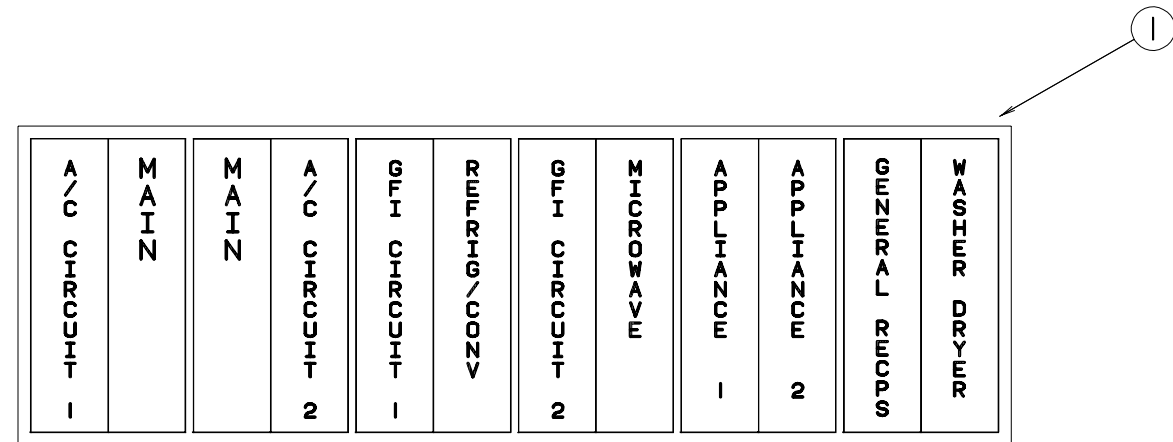 1
A/C CIRCUIT 1
MAIN
MAIN
A/C CIRCUIT 2
GFI CIRCUIT 1
REFRIG/CONV
GFI CIRCUIT 2
MICROWAVE
APPLIANCE 1
APPLIANCE 2
GENERAL RECPS
WASHER DRYER